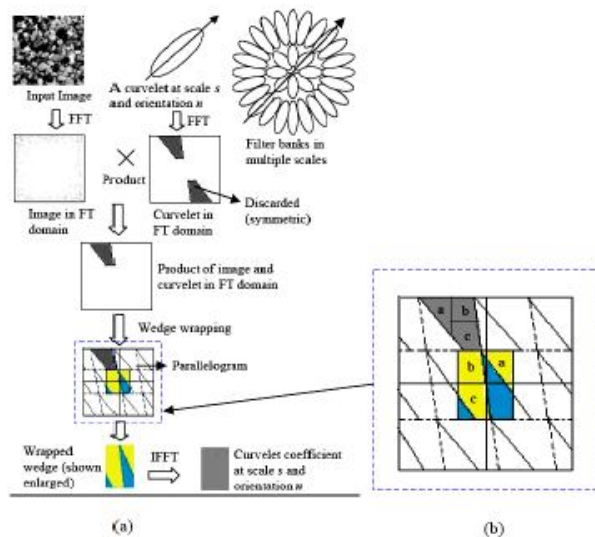 Input Image
A curvelet at scale s
and orientation n
Filter banks in
multiple scales
FFT
FFT
Product
Image in FT
domain
Curvelet in
FT domain
Discarded
(symmetric)
Product of image and
curvelet in FT domain
Wedge wrapping
Parallelogram
Wrapped
wedge (shown
enlarged)
IFFT
Curvelet coefficient
at scale s and
orientation n
(a)
a
b
c
b
a
c
(b)